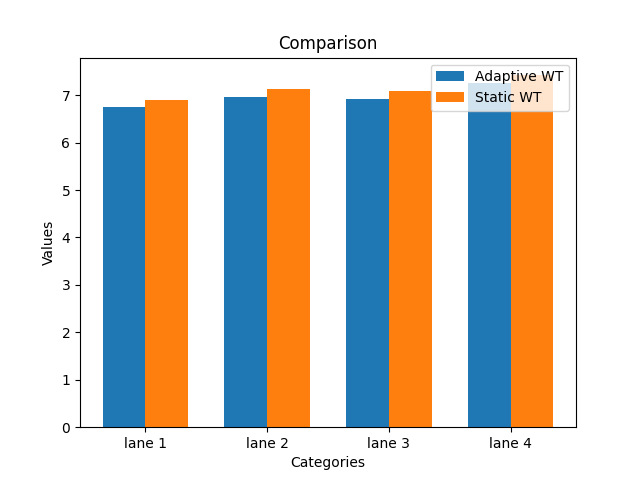 Comparison
Adaptive WT
Static WT
7
6
5
4
3
2
1
0
Values
lane 1
lane 2
lane 3
lane 4
Categories